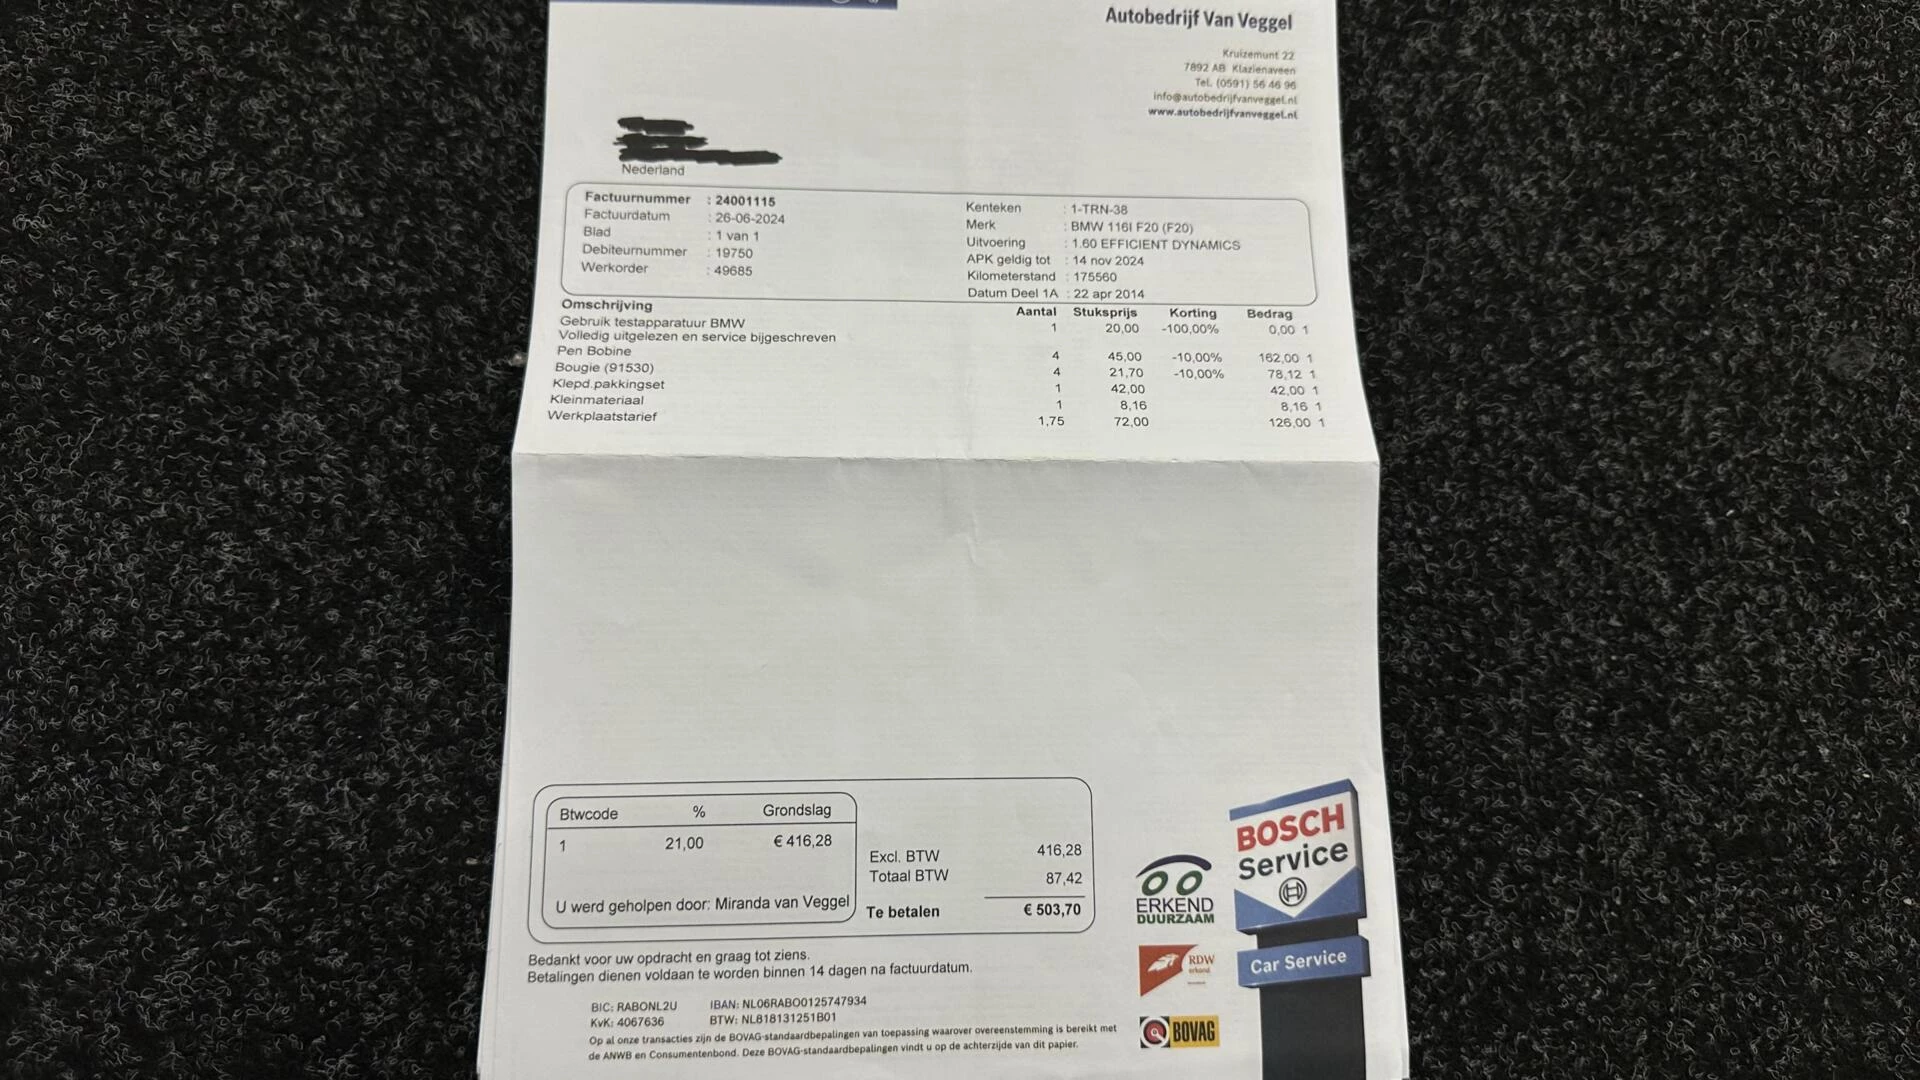 Autobedrijf Van Veggel
Kruizemunt 22
7892 AB Klazienaveen
Tel. (0591) 56 46 96
info@autobedrijfvanveggel.nl
www.autobedrijfvanveggel.nl
Nederland
Factuurnummer : 24001115
Factuurdatum : 26-06-2024
Blad : 1 van 1
Debiteurnummer : 19750
Werkorder : 49685
Kenteken : 1-TRN-38
Merk : BMW 116I F20 (F20)
Uitvoering : 1.60 EFFICIENT DYNAMICS
APK geldig tot : 14 nov 2024
Kilometerstand : 175560
Datum Deel 1A : 22 apr 2014
Omschrijving Aantal Stuksprijs Korting Bedrag
Gebruik testapparatuur BMW 1 20,00 -100,00% 0,00 1
Volledig uitgelezen en service bijgeschreven
Pen Bobine 4 45,00 -10,00% 162,00 1
Bougie (91530) 4 21,70 -10,00% 78,12 1
Klepd.pakkingset 1 42,00 42,00 1
Kleinmateriaal 1 8,16 8,16 1
Werkplaatstarief 1,75 72,00 126,00 1
Btwcode % Grondslag
1 21,00 € 416,28
U werd geholpen door: Miranda van Veggel
Excl. BTW 416,28
Totaal BTW 87,42
Te betalen € 503,70
Bedankt voor uw opdracht en graag tot ziens.
Betalingen dienen voldaan te worden binnen 14 dagen na factuurdatum.
BIC: RABONL2U IBAN: NL06RABO0125747934
KvK: 4067636 BTW: NL818131251B01
Op al onze transacties zijn de BOVAG-standaardbepalingen van toepassing waarover overeenstemming is bereikt met
de ANWB en Consumentenbond. Deze BOVAG-standaardbepalingen vindt u op de achterzijde van dit papier.
ERKEND
DUURZAAM
RDW
erkend
BOVAG
BOSCH
Service
Car Service